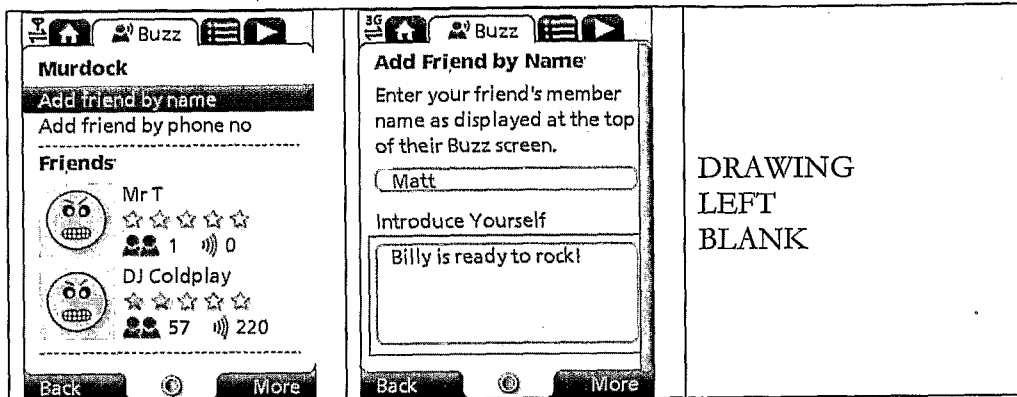 Buzz
Murdock
Add friend by name
Add friend by phone no
Friends
Mr T
1 0
DJ Coldplay
57 220
Back More
3G
Buzz
Add Friend by Name
Enter your friend's member
name as displayed at the top
of their Buzz screen.
Matt
Introduce Yourself
Billy is ready to rock!
Back More
DRAWING
LEFT
BLANK